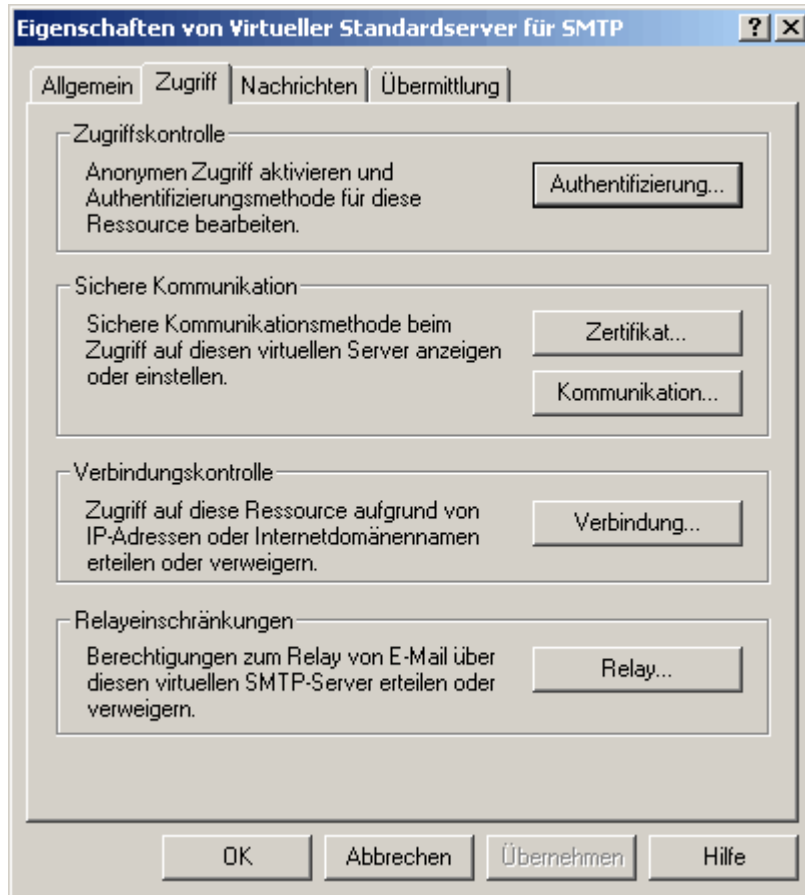 Eigenschaften von Virtueller Standardserver für SMTP
Allgemein Zugriff Nachrichten Übermittlung
Zugriffskontrolle
Anonymen Zugriff aktivieren und
Authentifizierungsmethode für diese
Ressource bearbeiten.
Authentifizierung...
Sichere Kommunikation
Sichere Kommunikationsmethode beim
Zugriff auf diesen virtuellen Server anzeigen
oder einstellen.
Zertifikat...
Kommunikation...
Verbindungskontrolle
Zugriff auf diese Ressource aufgrund von
IP-Adressen oder Internetdomänennamen
erteilen oder verweigern.
Verbindung...
Relayeinschränkungen
Berechtigungen zum Relay von E-Mail über
diesen virtuellen SMTP-Server erteilen oder
verweigern.
Relay...
OK Abbrechen Übernehmen Hilfe